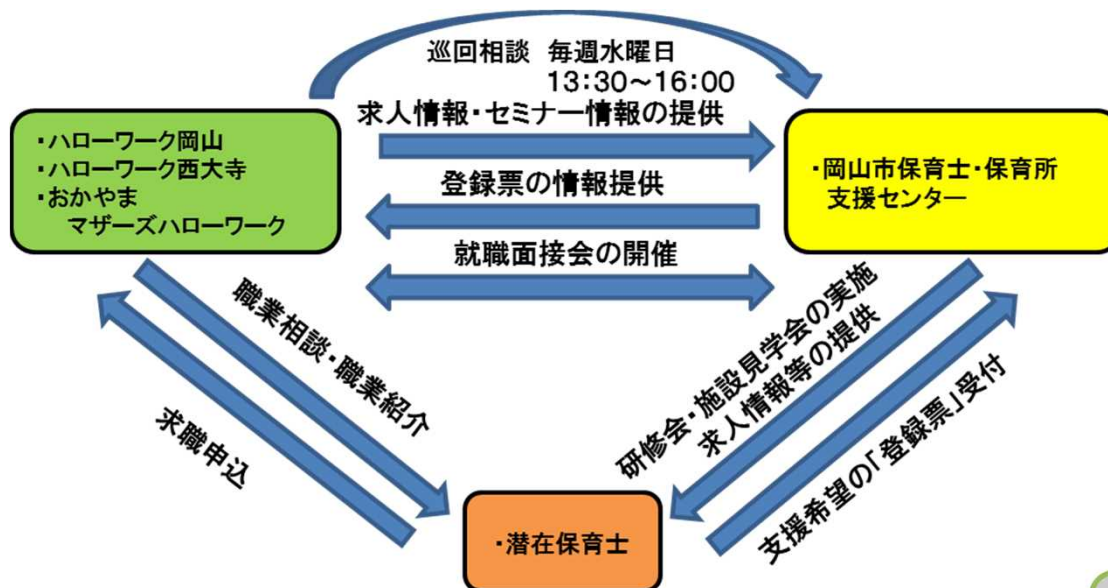 巡回相談 毎週水曜日
13:30～16:00
求人情報・セミナー情報の提供
・ハローワーク岡山
・ハローワーク西大寺
・おかやま
マザーズハローワーク
登録票の情報提供
・岡山市保育士・保育所
支援センター
就職面接会の開催
職業相談・職業紹介
求職申込
研修会・施設見学会の実施
求人情報等の提供
支援希望の「登録票」受付
・潜在保育士